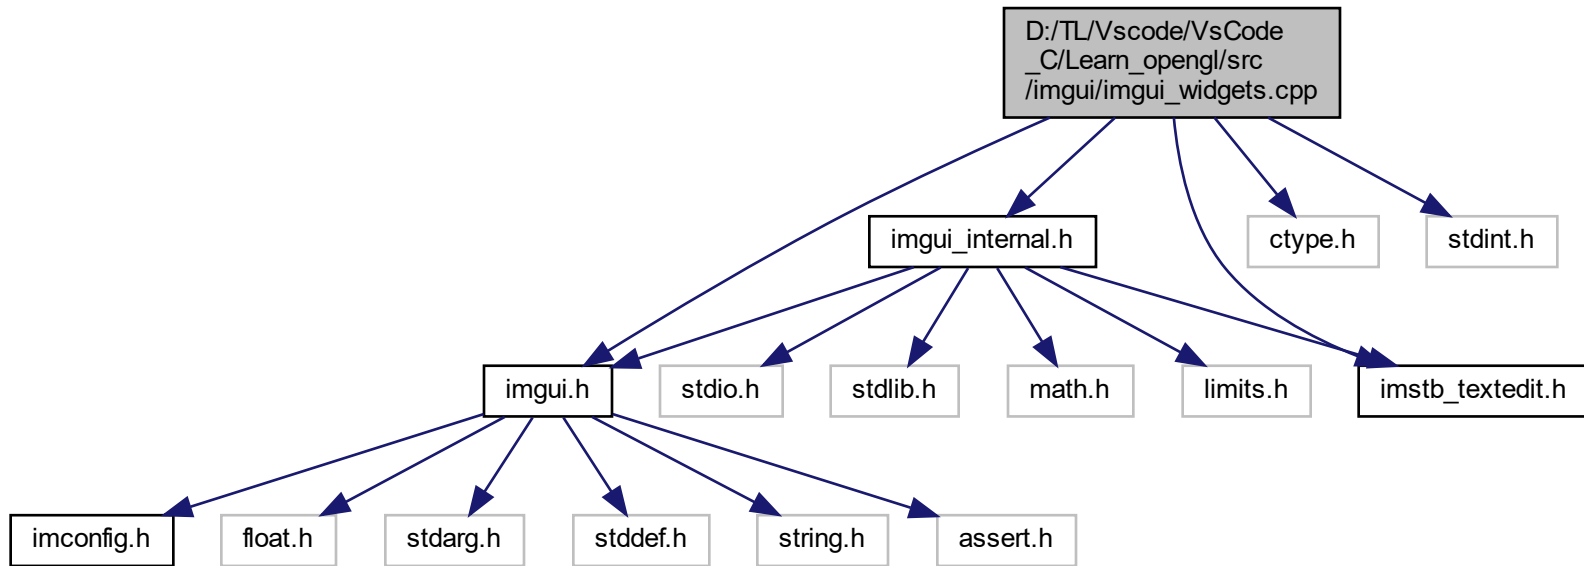 D:/TL/Vscode/VsCode
_C/Learn_opengl/src
/imgui/imgui_widgets.cpp
imgui_internal.h
ctype.h
stdint.h
imgui.h
stdio.h
stdlib.h
math.h
limits.h
imstb_textedit.h
imconfig.h
float.h
stdarg.h
stddef.h
string.h
assert.h